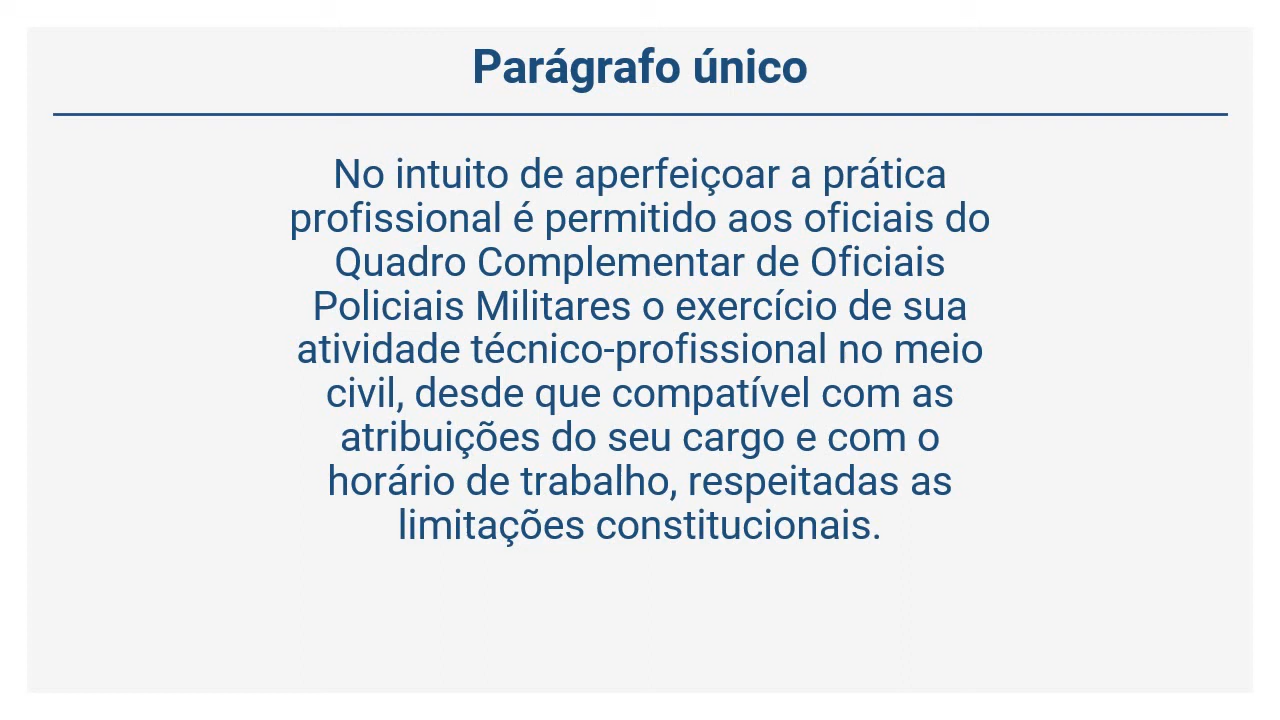 Parágrafo único
No intuito de aperfeiçoar a prática
profissional é permitido aos oficiais do
Quadro Complementar de Oficiais
Policiais Militares o exercício de sua
atividade técnico-profissional no meio
civil, desde que compatível com as
atribuições do seu cargo e com o
horário de trabalho, respeitadas as
limitações constitucionais.